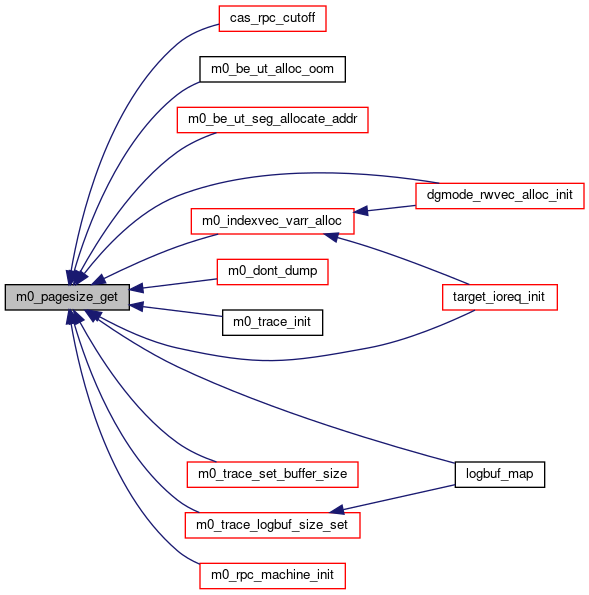 cas_rpc_cutoff
m0_be_ut_alloc_oom
m0_be_ut_seg_allocate_addr
dgmode_rwvec_alloc_init
m0_indexvec_varr_alloc
m0_dont_dump
m0_pagesize_get
target_ioreq_init
m0_trace_init
m0_trace_set_buffer_size
logbuf_map
m0_trace_logbuf_size_set
m0_rpc_machine_init